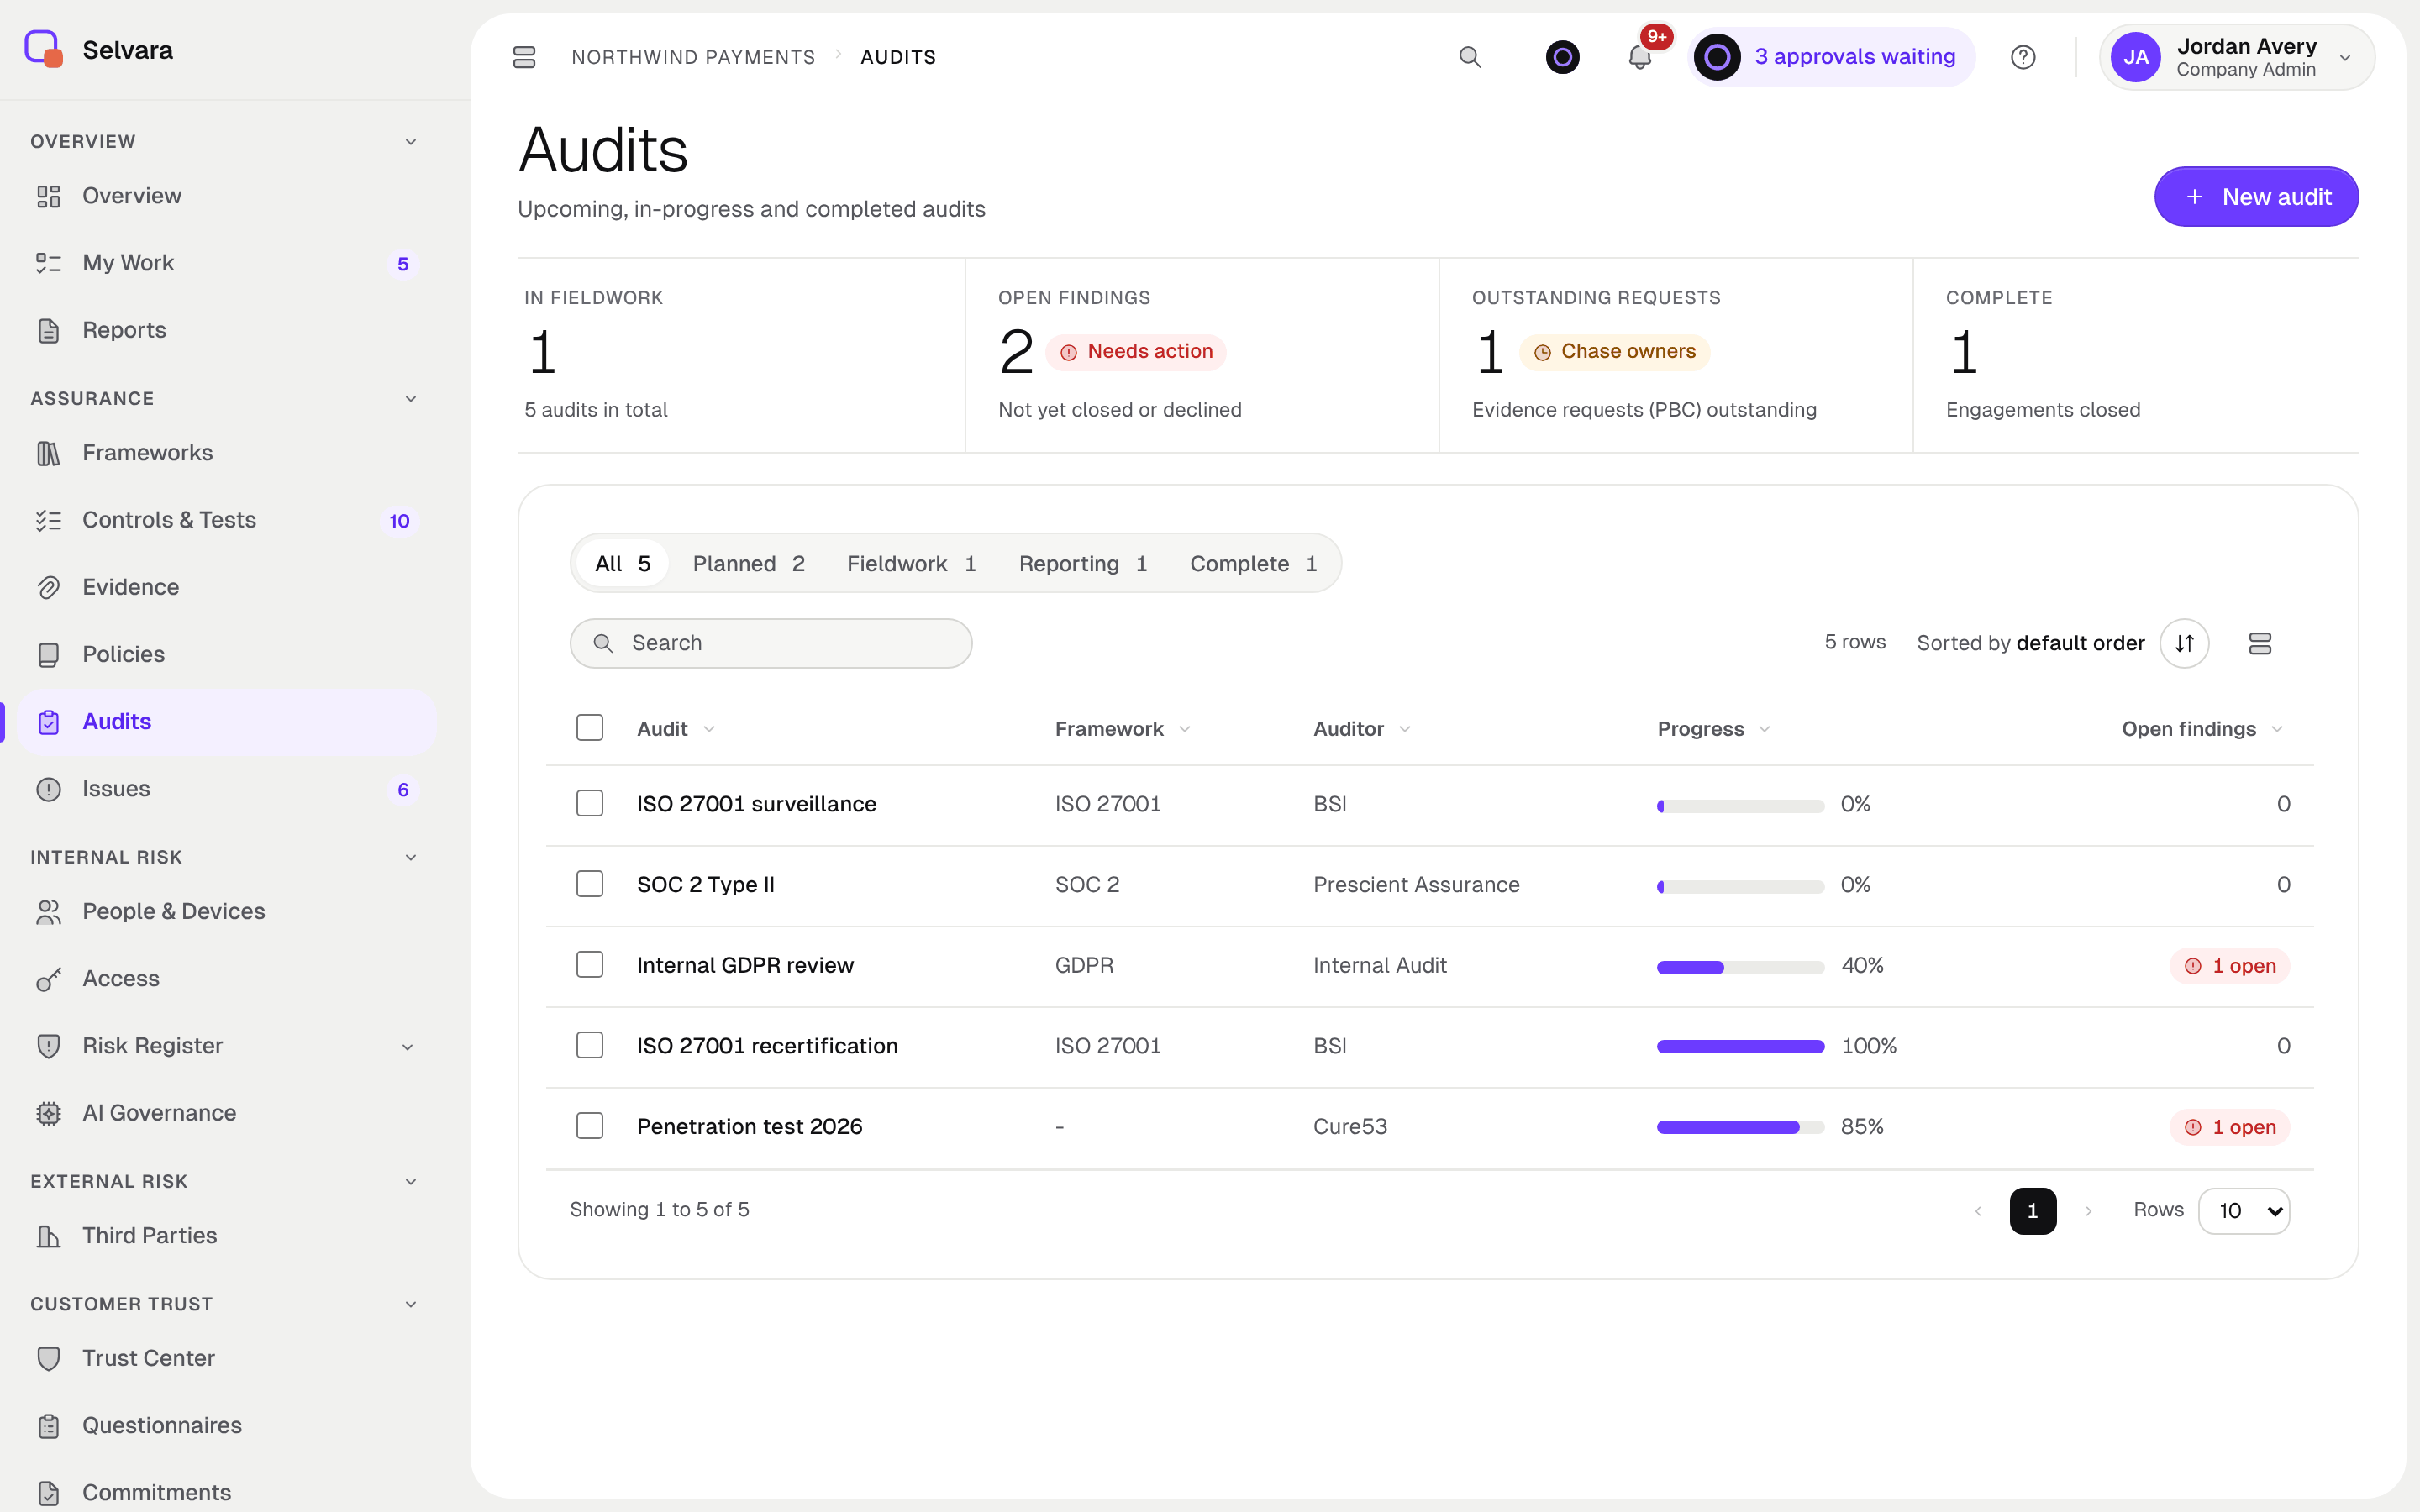 Selvara
OVERVIEW
Overview
My Work 5
Reports
ASSURANCE
Frameworks
Controls & Tests 10
Evidence
Policies
Audits
Issues 6
INTERNAL RISK
People & Devices
Access
Risk Register
AI Governance
EXTERNAL RISK
Third Parties
CUSTOMER TRUST
Trust Center
Questionnaires
Commitments
NORTHWIND PAYMENTS AUDITS
9+
3 approvals waiting
JA
Jordan Avery
Company Admin
Audits
Upcoming, in-progress and completed audits
New audit
IN FIELDWORK
1
5 audits in total
OPEN FINDINGS
2 Needs action
Not yet closed or declined
OUTSTANDING REQUESTS
1 Chase owners
Evidence requests (PBC) outstanding
COMPLETE
1
Engagements closed
All 5 Planned 2 Fieldwork 1 Reporting 1 Complete 1
Search
5 rows Sorted by default order
Audit Framework Auditor Progress Open findings
ISO 27001 surveillance ISO 27001 BSI 0% 0
SOC 2 Type II SOC 2 Prescient Assurance 0% 0
Internal GDPR review GDPR Internal Audit 40% 1 open
ISO 27001 recertification ISO 27001 BSI 100% 0
Penetration test 2026 - Cure53 85% 1 open
Showing 1 to 5 of 5
1
Rows 10